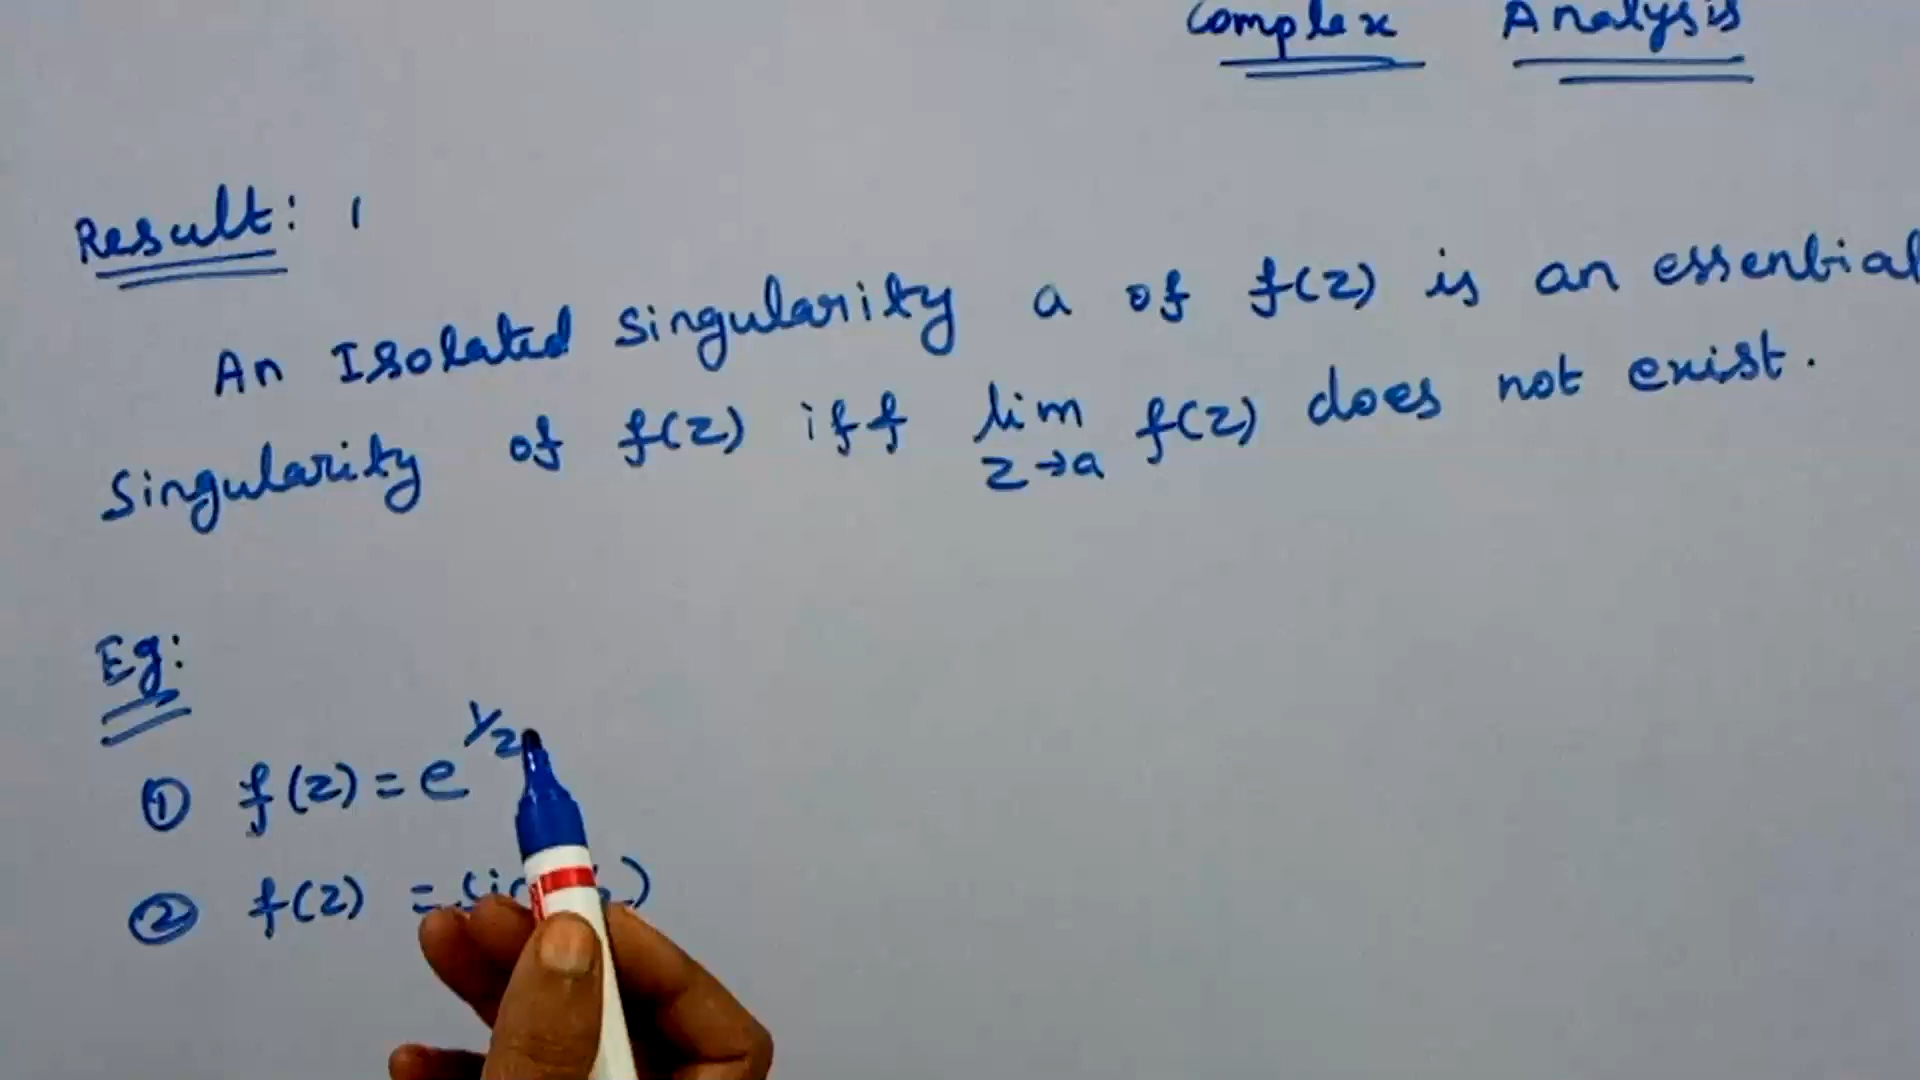 Complex Analysis
Result: 1
An Isolated singularity a of f(z) is an essential
singularity of f(z) iff lim f(z) does not exist.
z→a
Eg:
① f(z) = e^1/z
② f(z) = sin( )